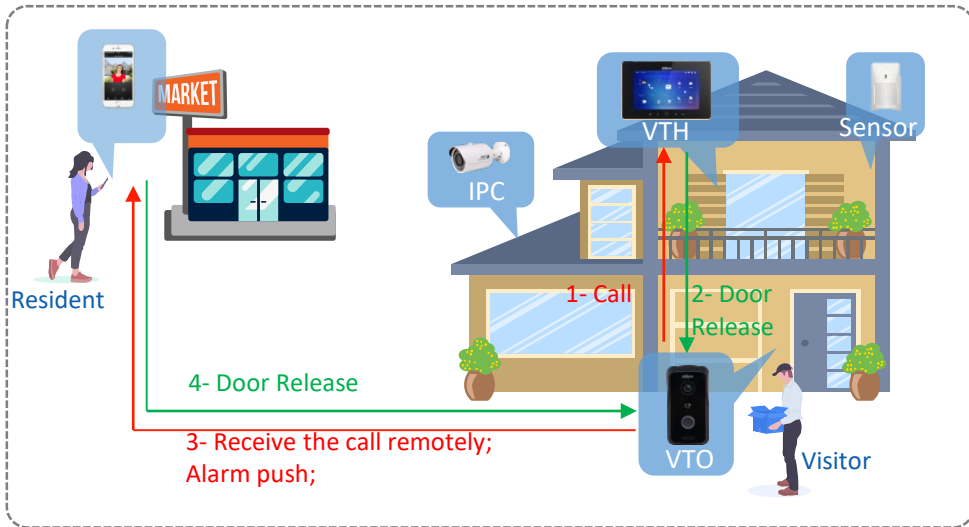 MARKET
VTH
Sensor
IPC
Resident
1- Call
2- Door
Release
4- Door Release
3- Receive the call remotely;
Alarm push;
VTO
Visitor